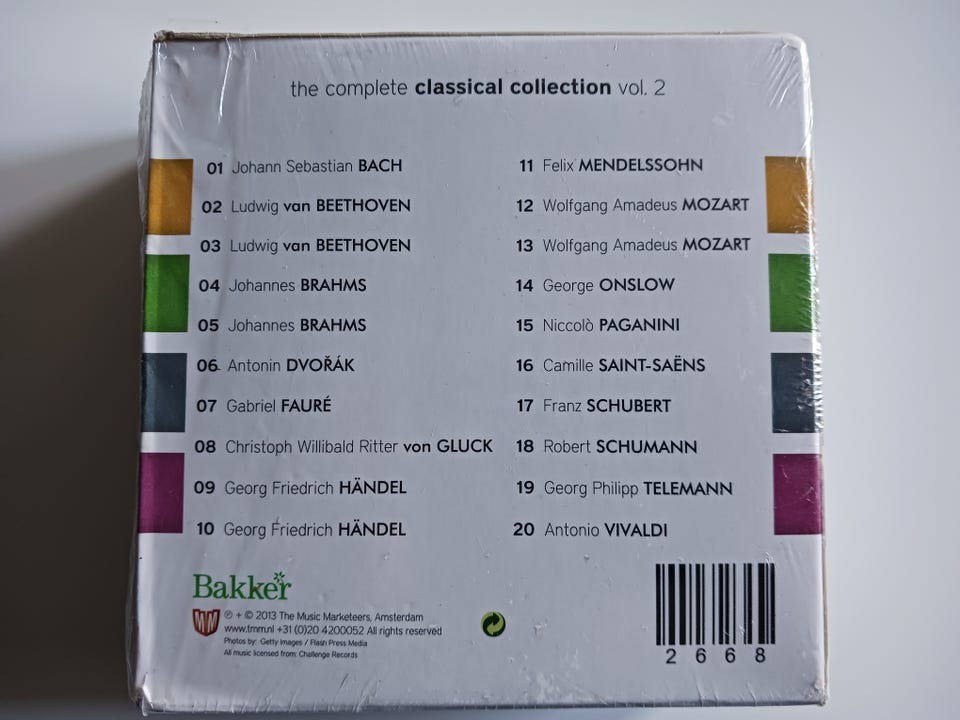 the complete classical collection vol. 2
01 Johann Sebastian BACH
02 Ludwig van BEETHOVEN
03 Ludwig van BEETHOVEN
04 Johannes BRAHMS
05 Johannes BRAHMS
06 Antonin DVOŘÁK
07 Gabriel FAURÉ
08 Christoph Willibald Ritter von GLUCK
09 Georg Friedrich HÄNDEL
10 Georg Friedrich HÄNDEL
11 Felix MENDELSSOHN
12 Wolfgang Amadeus MOZART
13 Wolfgang Amadeus MOZART
14 George ONSLOW
15 Niccolò PAGANINI
16 Camille SAINT-SAËNS
17 Franz SCHUBERT
18 Robert SCHUMANN
19 Georg Philipp TELEMANN
20 Antonio VIVALDI
Bakker
℗ + © 2013 The Music Marketeers, Amsterdam
www.tmm.nl +31 (0)20 4200052 All rights reserved
Photos by: Getty Images / Flash Press Media
All music licensed from: Challenge Records
2668